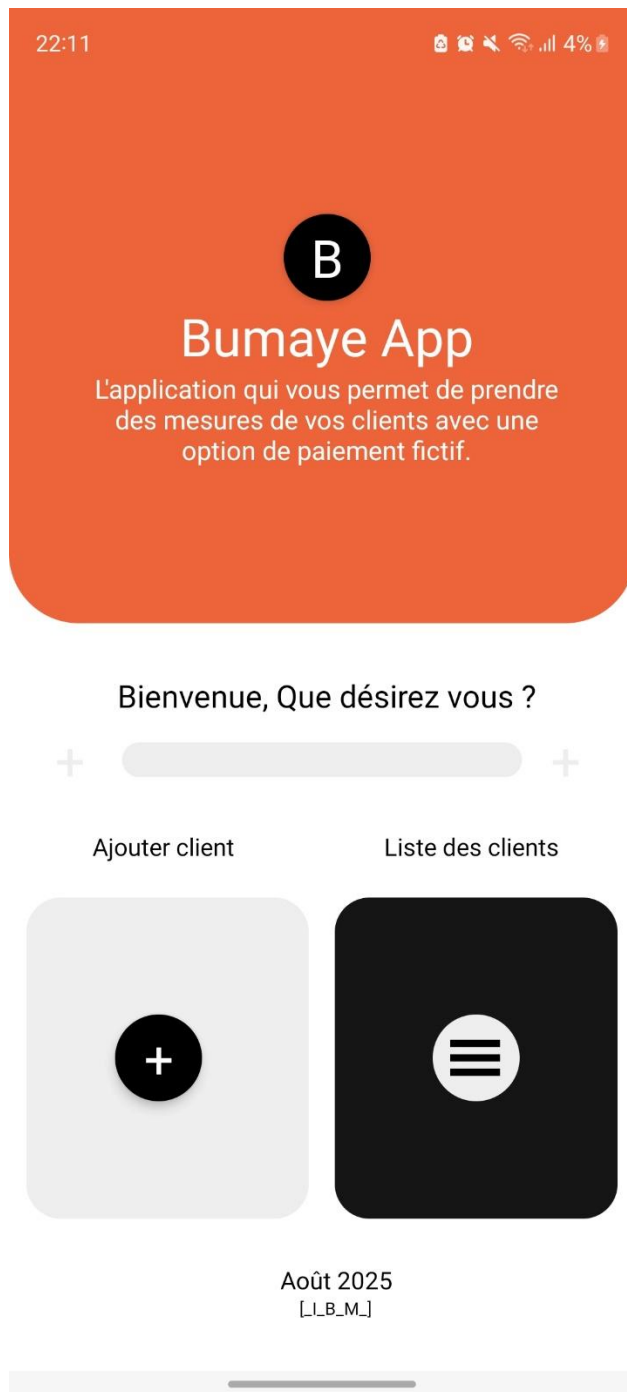 22:11
4%
B
Bumaye App
L'application qui vous permet de prendre
des mesures de vos clients avec une
option de paiement fictif.
Bienvenue, Que désirez vous ?
+ +
Ajouter client
Liste des clients
+
Août 2025
[_I_B_M_]